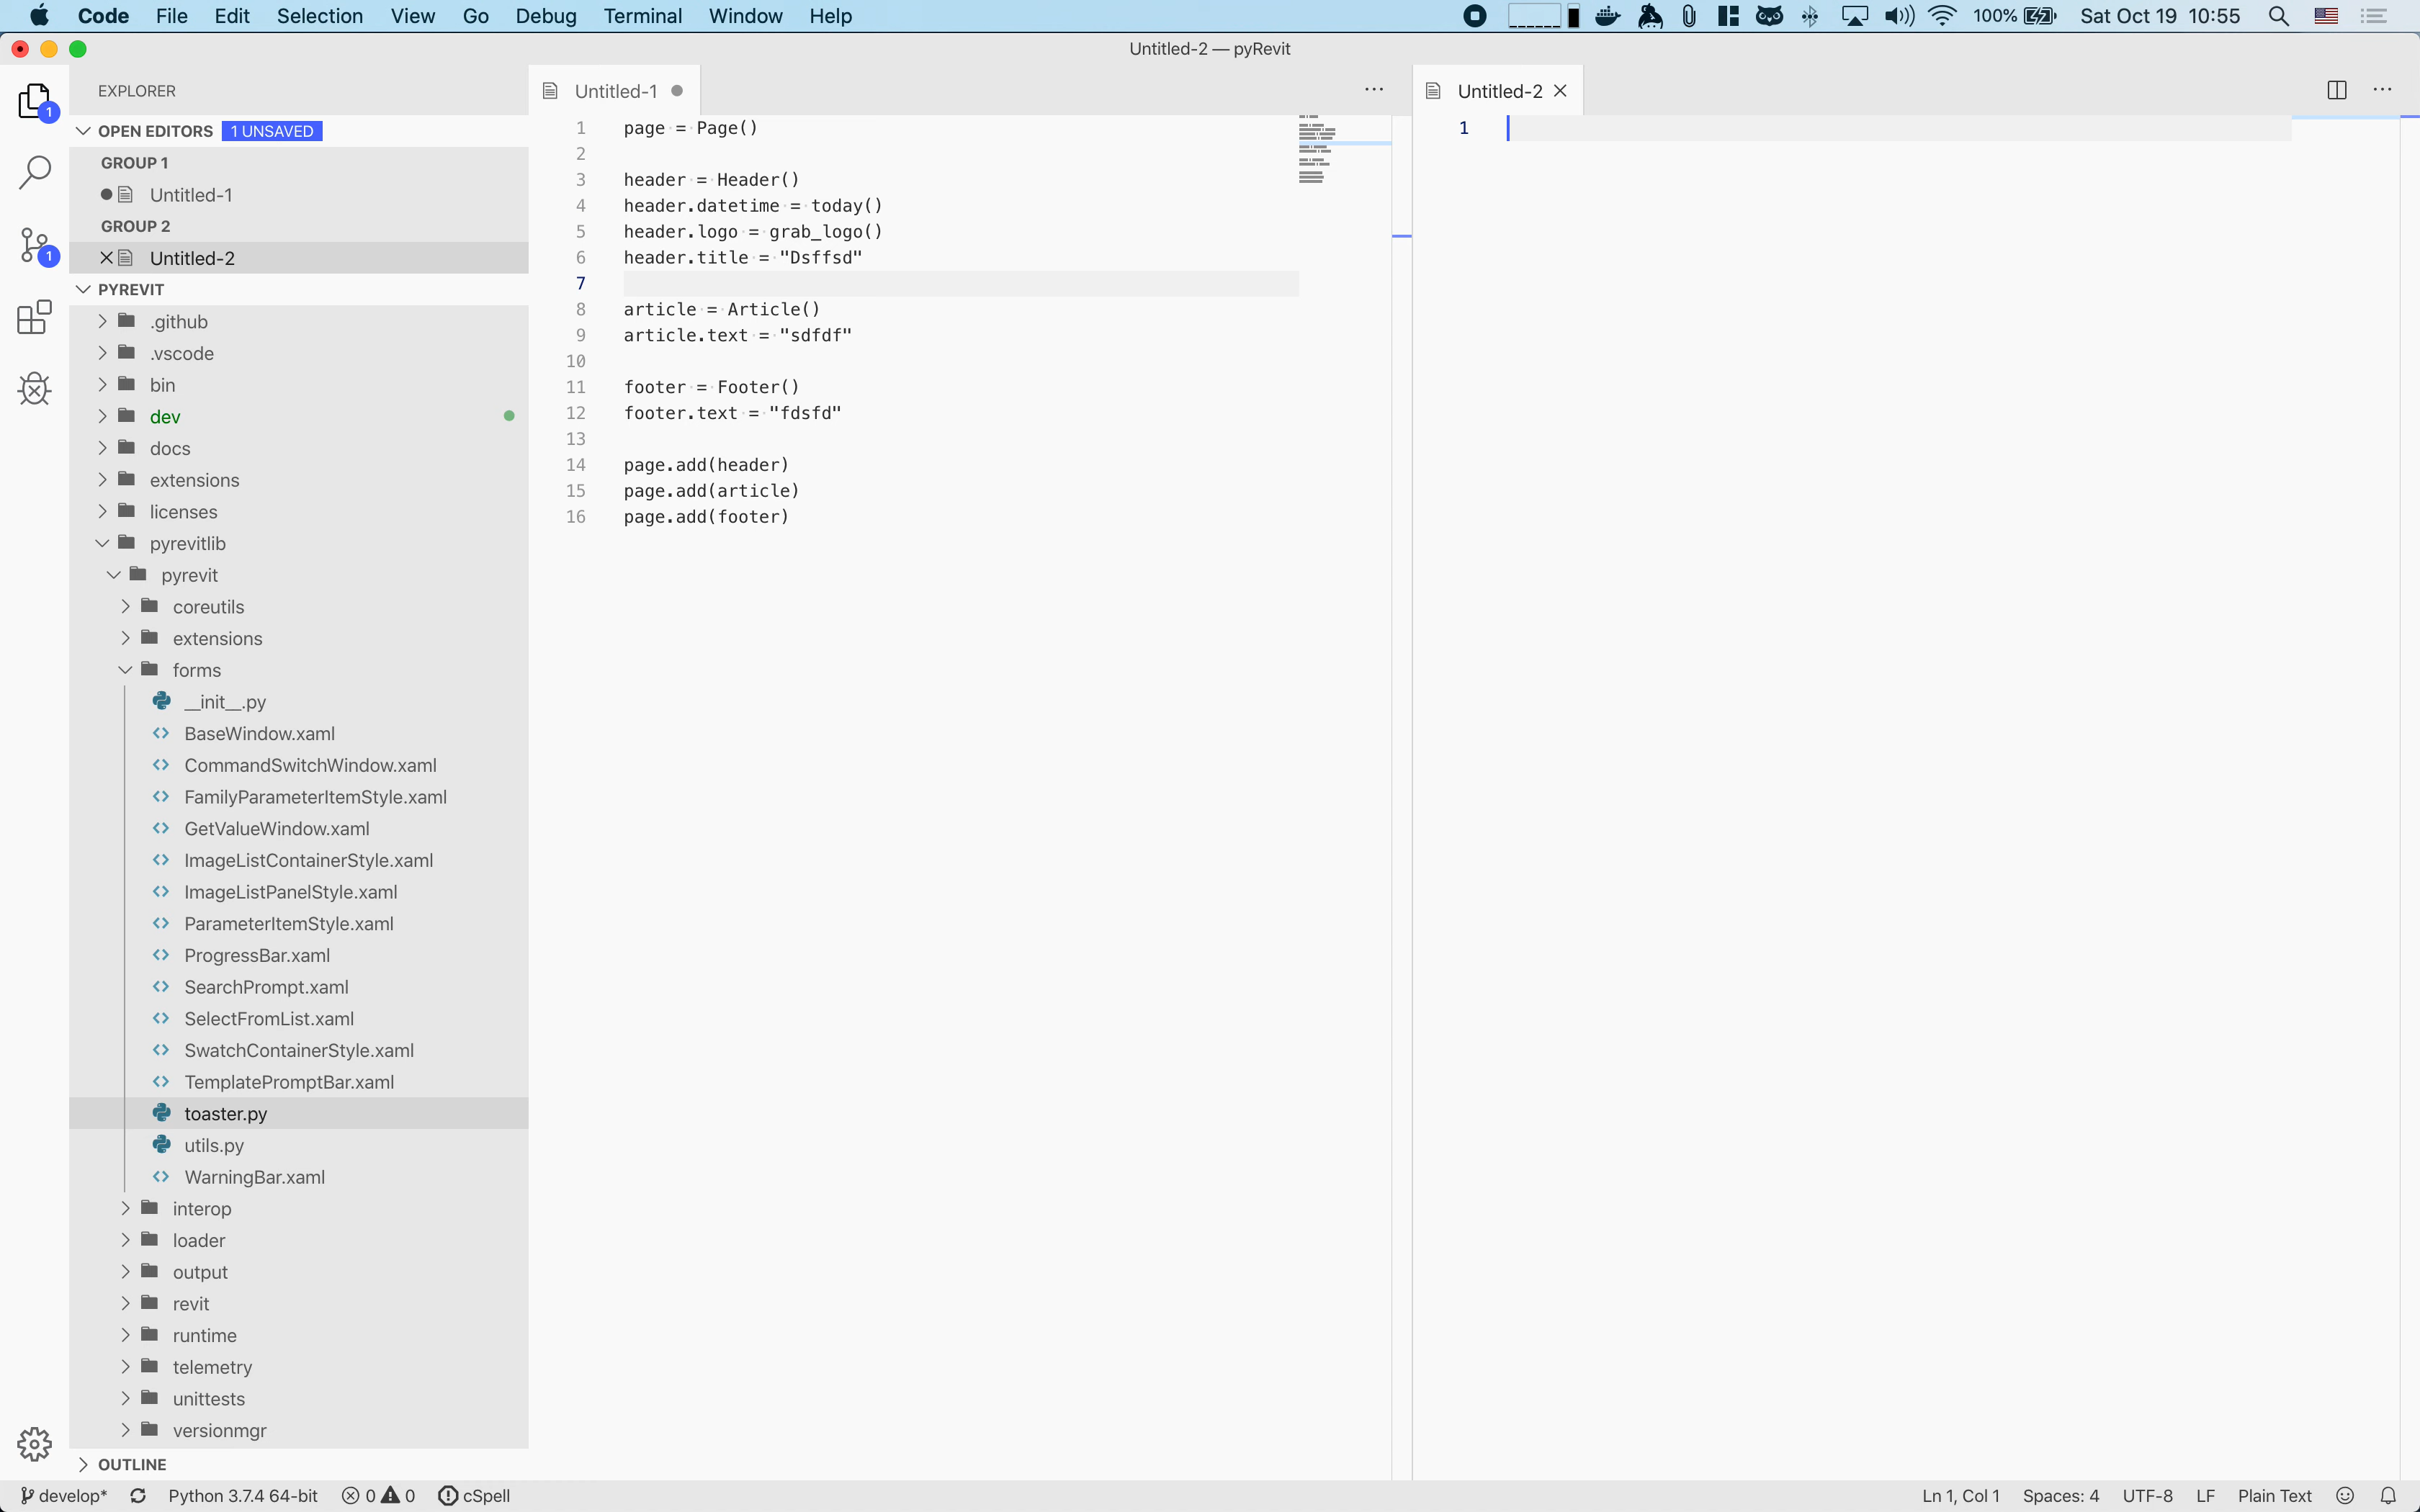 Code File Edit Selection View Go Debug Terminal Window Help 100% Sat Oct 19 10:55
Untitled-2 — pyRevit
1
1
EXPLORER
OPEN EDITORS 1 UNSAVED
GROUP 1
Untitled-1
GROUP 2
Untitled-2
PYREVIT
.github
.vscode
bin
dev
docs
extensions
licenses
pyrevitlib
pyrevit
coreutils
extensions
forms
__init__.py
BaseWindow.xaml
CommandSwitchWindow.xaml
FamilyParameterItemStyle.xaml
GetValueWindow.xaml
ImageListContainerStyle.xaml
ImageListPanelStyle.xaml
ParameterItemStyle.xaml
ProgressBar.xaml
SearchPrompt.xaml
SelectFromList.xaml
SwatchContainerStyle.xaml
TemplatePromptBar.xaml
toaster.py
utils.py
WarningBar.xaml
interop
loader
output
revit
runtime
telemetry
unittests
versionmgr
OUTLINE
Untitled-1
1 page = Page()
2
3 header = Header()
4 header.datetime = today()
5 header.logo = grab_logo()
6 header.title = "Dsffsd"
7
8 article = Article()
9 article.text = "sdfdf"
10
11 footer = Footer()
12 footer.text = "fdsfd"
13
14 page.add(header)
15 page.add(article)
16 page.add(footer)
Untitled-2
1
develop* Python 3.7.4 64-bit 0 0 cSpell Ln 1, Col 1 Spaces: 4 UTF-8 LF Plain Text